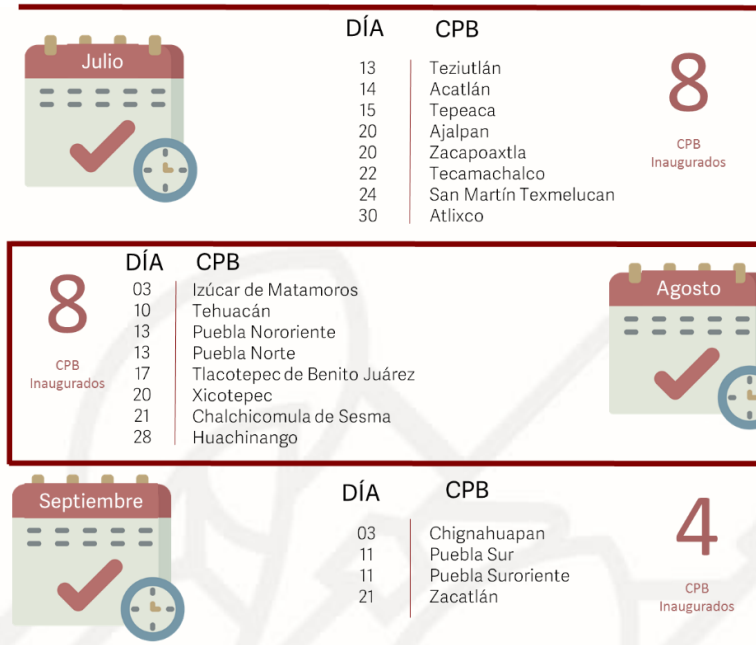 Julio
DÍA CPB
13 Teziutlán
14 Acatlán
15 Tepeaca
20 Ajalpan
20 Zacapoaxtla
22 Tecamachalco
24 San Martín Texmelucan
30 Atlixco
8
CPB
Inaugurados
8
CPB
Inaugurados
DÍA CPB
03 Izúcar de Matamoros
10 Tehuacán
13 Puebla Nororiente
13 Puebla Norte
17 Tlacotepec de Benito Juárez
20 Xicotepec
21 Chalchicomula de Sesma
28 Huachinango
Agosto
Septiembre
DÍA CPB
03 Chignahuapan
11 Puebla Sur
11 Puebla Suroriente
21 Zacatlán
4
CPB
Inaugurados